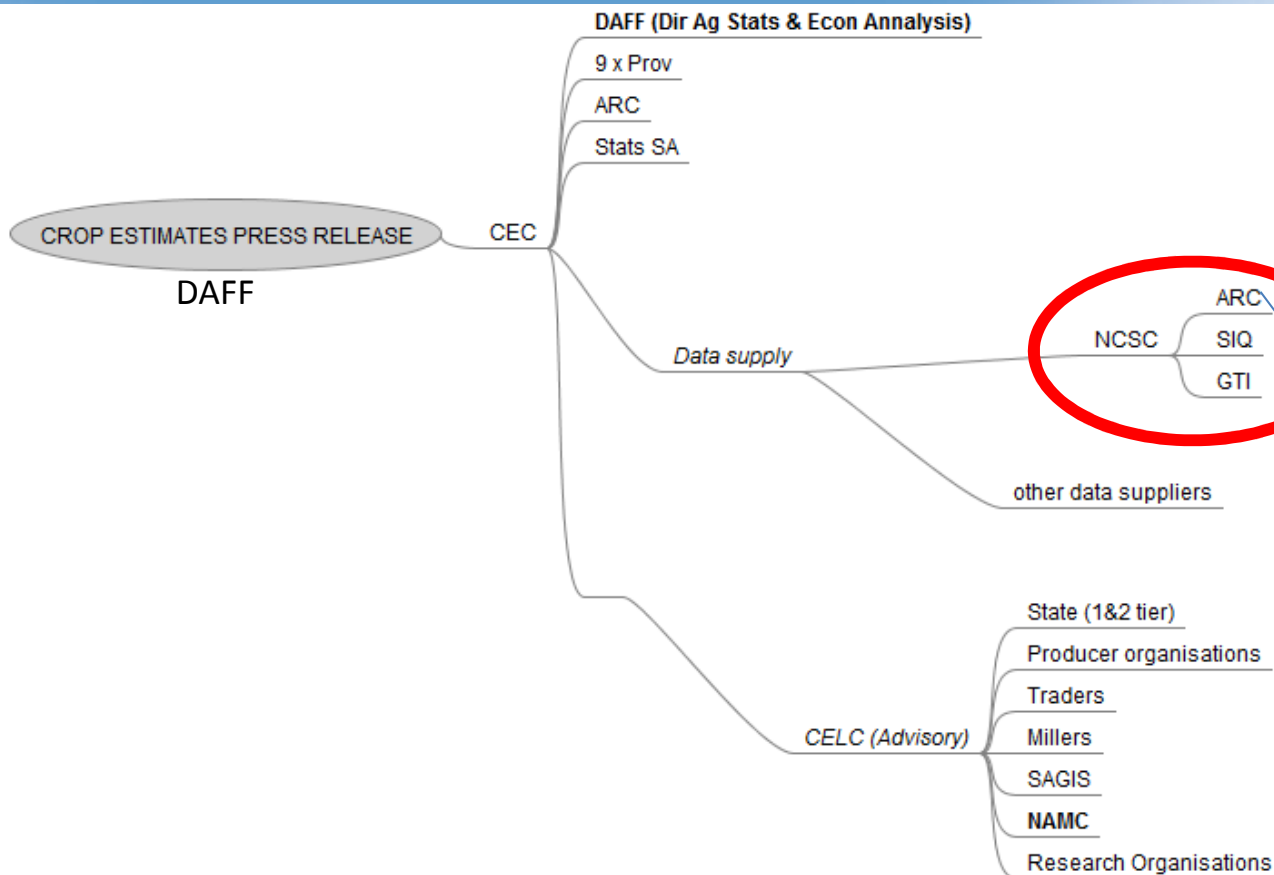 DAFF (Dir Ag Stats & Econ Annalysis)
9 x Prov
ARC
Stats SA
CROP ESTIMATES PRESS RELEASE
CEC
DAFF
ARC
NCSC
SIQ
GTI
Data supply
other data suppliers
State (1&2 tier)
Producer organisations
Traders
CELC (Advisory)
Millers
SAGIS
NAMC
Research Organisations